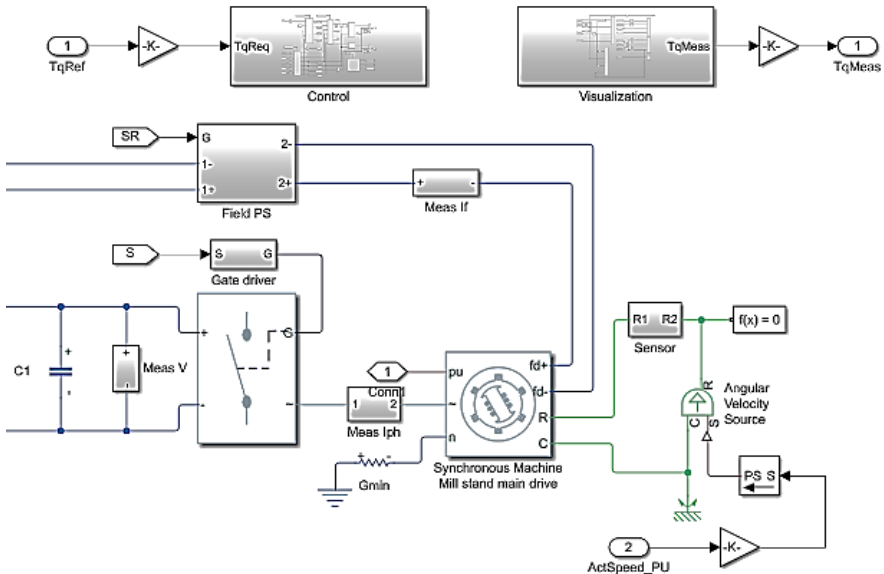 1
TqRef
-K-
TqReq
Control
TqMeas
Visualization
-K-
1
TqMeas
SR
G
1-
1+
2-
2+
Field PS
+ -
Meas If
S
S G
Gate driver
C1
+
-
+
-
Meas V
+
-
S
~
1
Conn1
1 2
Meas Iph
pu
~
n
fd+
fd-
R
C
Synchronous Machine
Mill stand main drive
+ -
Gmin
R1 R2
Sensor
f(x) = 0
R
C
S
Angular
Velocity
Source
PS S
2
ActSpeed_PU
-K-